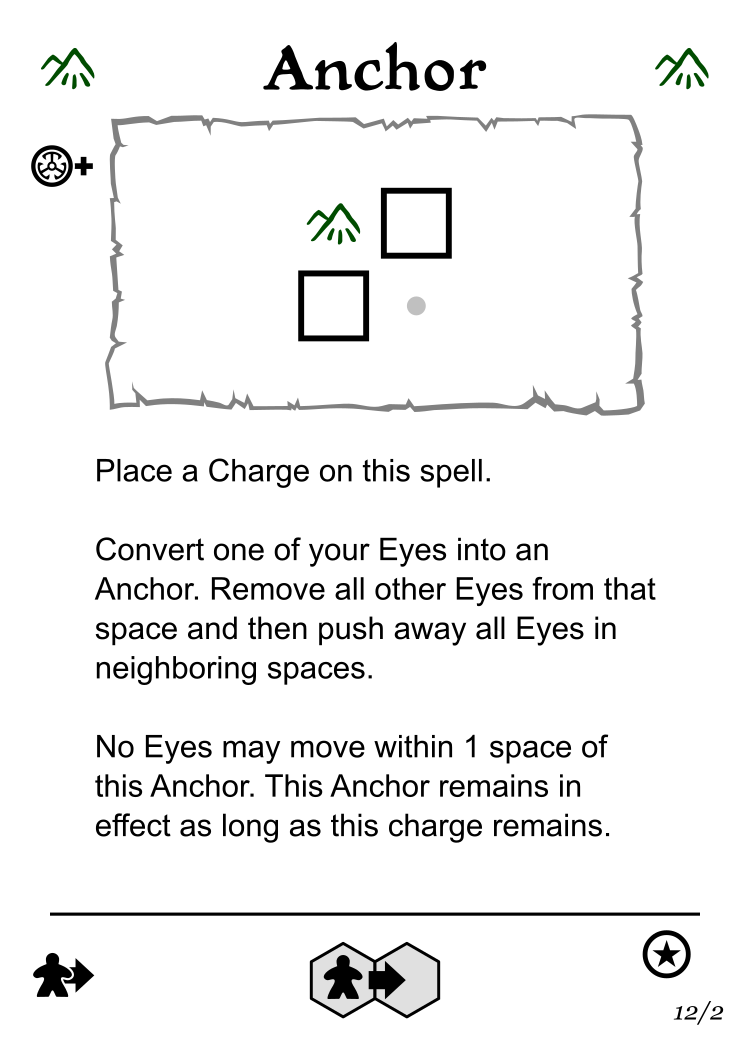 Anchor
+
Place a Charge on this spell.
Convert one of your Eyes into an
Anchor. Remove all other Eyes from that
space and then push away all Eyes in
neighboring spaces.
No Eyes may move within 1 space of
this Anchor. This Anchor remains in
effect as long as this charge remains.
12/2